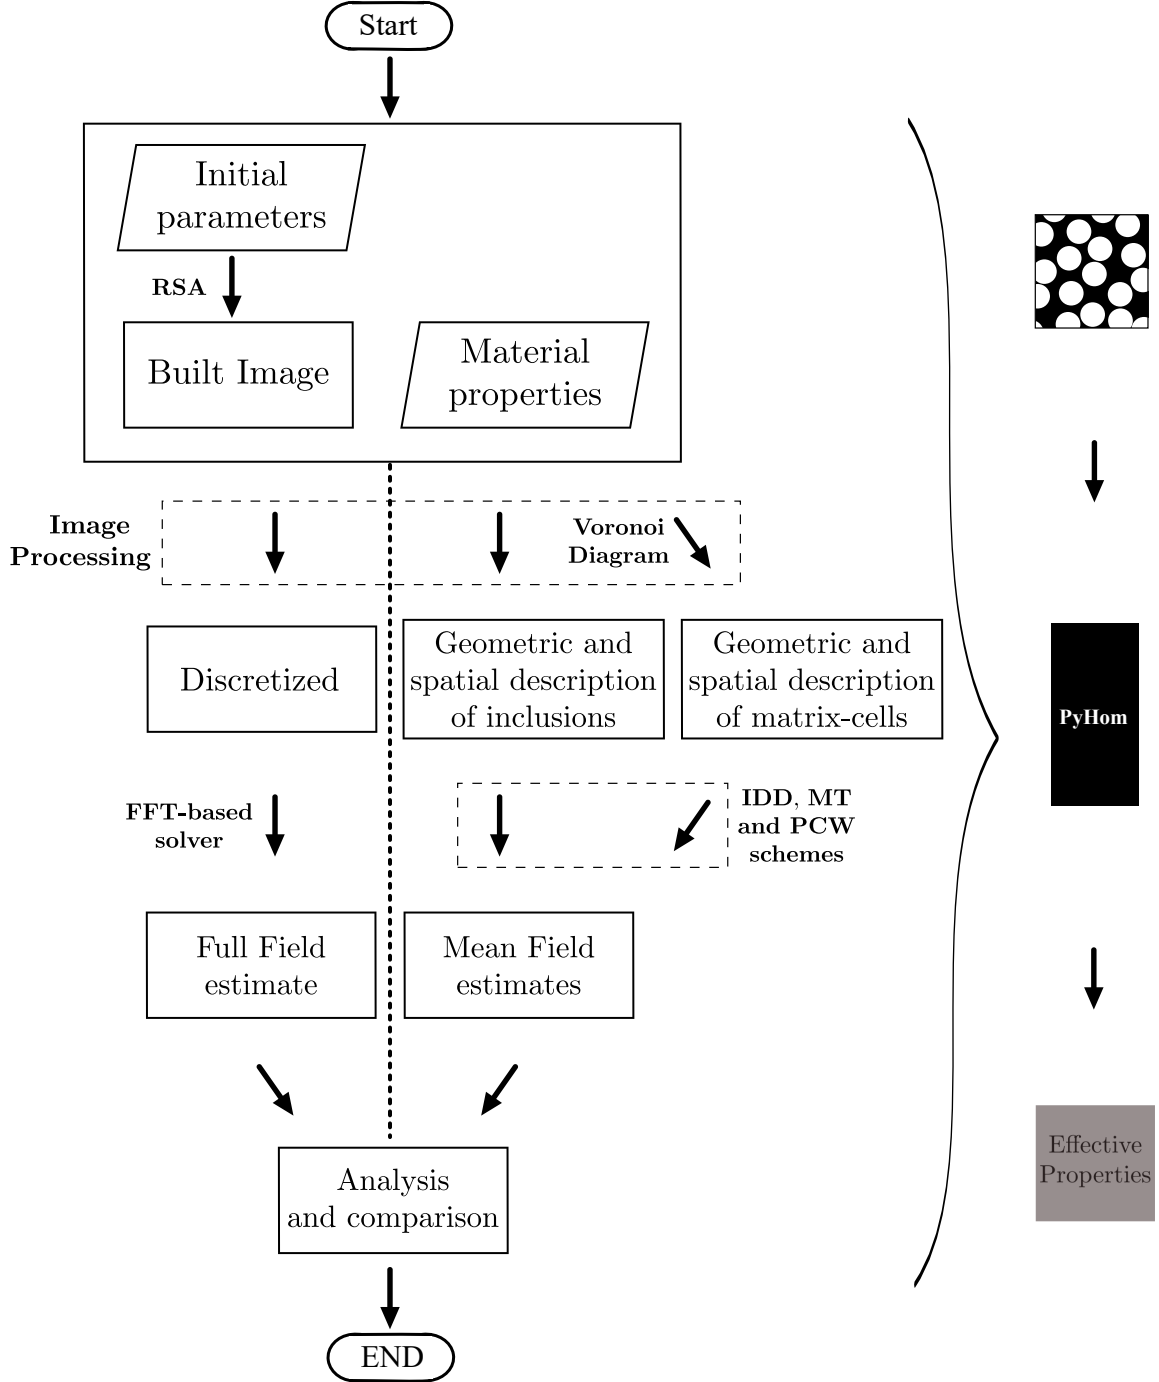 Start
Initial
parameters
RSA
Built Image
Material
properties
Image
Processing
Voronoi
Diagram
Discretized
Geometric and
spatial description
of inclusions
Geometric and
spatial description
of matrix-cells
FFT-based
solver
IDD, MT
and PCW
schemes
Full Field
estimate
Mean Field
estimates
Analysis
and comparison
END
PyHom
Effective
Properties